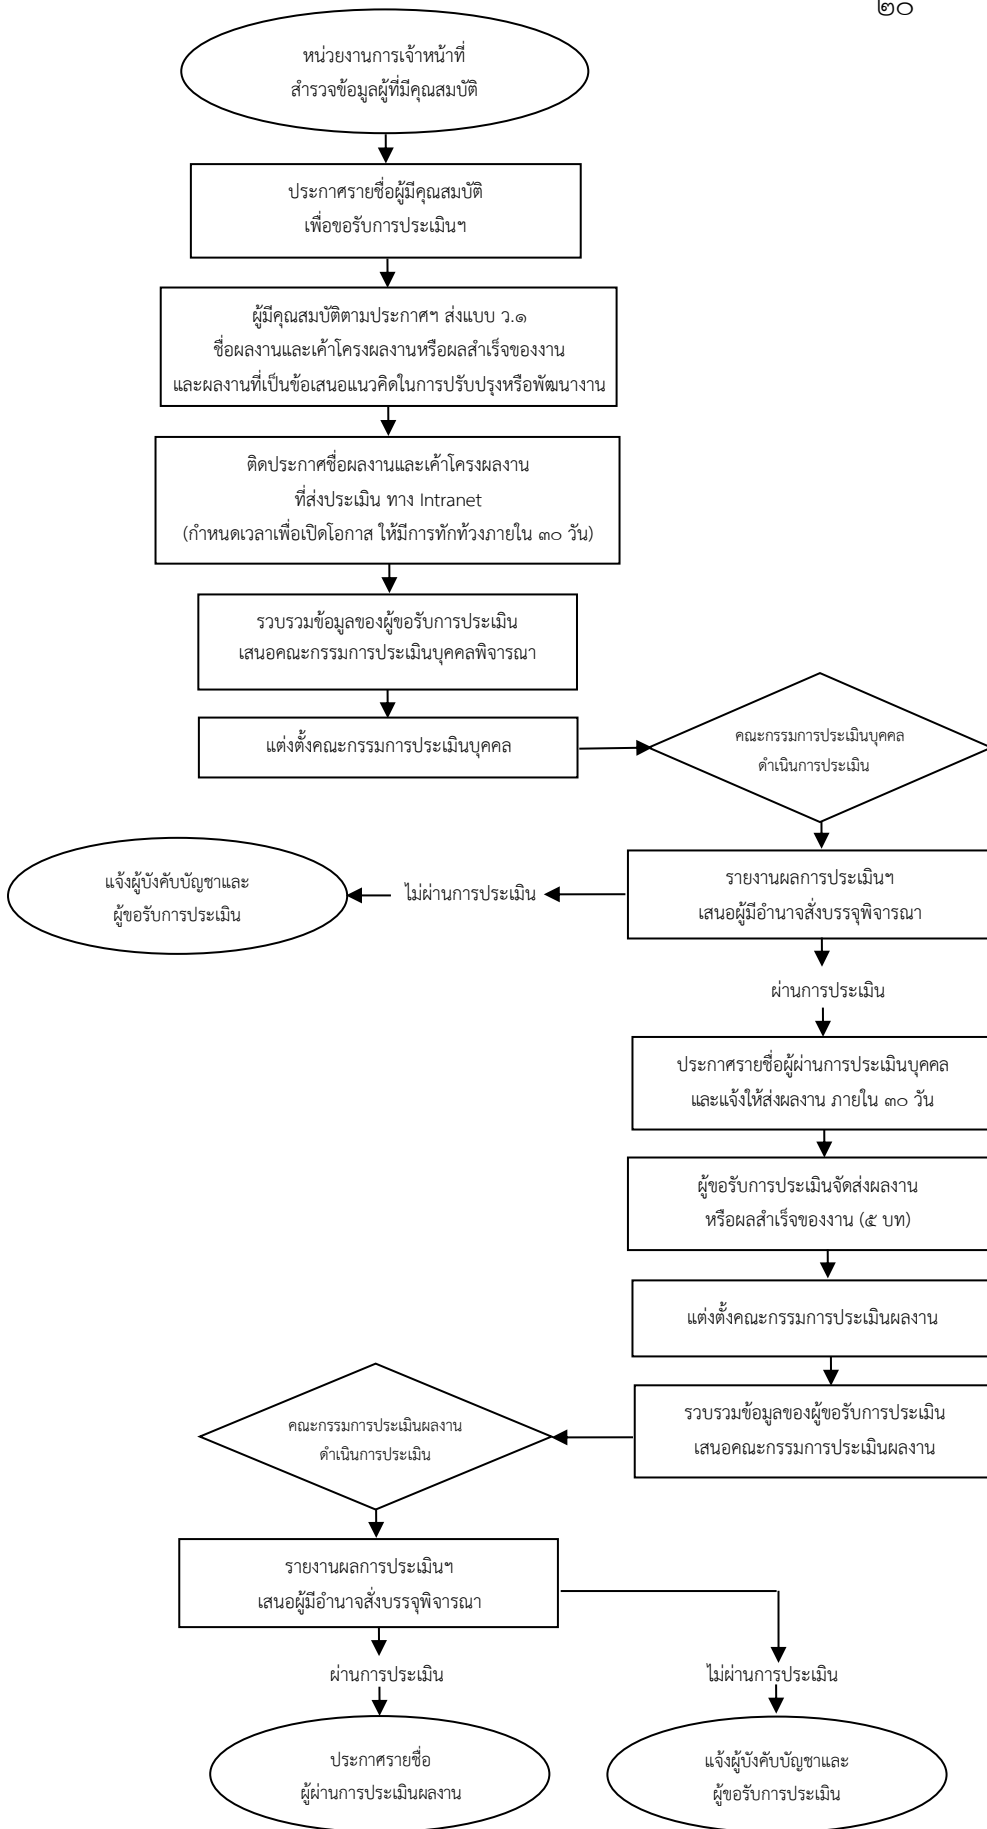 ๒๐
หน่วยงานการเจ้าหน้าที่
สำรวจข้อมูลผู้ที่มีคุณสมบัติ
ประกาศรายชื่อผู้มีคุณสมบัติ
เพื่อขอรับการประเมินฯ
ผู้มีคุณสมบัติตามประกาศฯ ส่งแบบ ว.๑
ชื่อผลงานและเค้าโครงผลงานหรือผลสำเร็จของงาน
และผลงานที่เป็นข้อเสนอแนวคิดในการปรับปรุงหรือพัฒนางาน
ติดประกาศชื่อผลงานและเค้าโครงผลงาน
ที่ส่งประเมิน ทาง Intranet
(กำหนดเวลาเพื่อเปิดโอกาส ให้มีการทักท้วงภายใน ๓๐ วัน)
รวบรวมข้อมูลของผู้ขอรับการประเมิน
เสนอคณะกรรมการประเมินบุคคลพิจารณา
แต่งตั้งคณะกรรมการประเมินบุคคล
คณะกรรมการประเมินบุคคล
ดำเนินการประเมิน
รายงานผลการประเมินฯ
เสนอผู้มีอำนาจสั่งบรรจุพิจารณา
ไม่ผ่านการประเมิน
แจ้งผู้บังคับบัญชาและ
ผู้ขอรับการประเมิน
ผ่านการประเมิน
ประกาศรายชื่อผู้ผ่านการประเมินบุคคล
และแจ้งให้ส่งผลงาน ภายใน ๓๐ วัน
ผู้ขอรับการประเมินจัดส่งผลงาน
หรือผลสำเร็จของงาน (๕ บท)
แต่งตั้งคณะกรรมการประเมินผลงาน
รวบรวมข้อมูลของผู้ขอรับการประเมิน
เสนอคณะกรรมการประเมินผลงาน
คณะกรรมการประเมินผลงาน
ดำเนินการประเมิน
รายงานผลการประเมินฯ
เสนอผู้มีอำนาจสั่งบรรจุพิจารณา
ผ่านการประเมิน
ไม่ผ่านการประเมิน
ประกาศรายชื่อ
ผู้ผ่านการประเมินผลงาน
แจ้งผู้บังคับบัญชาและ
ผู้ขอรับการประเมิน